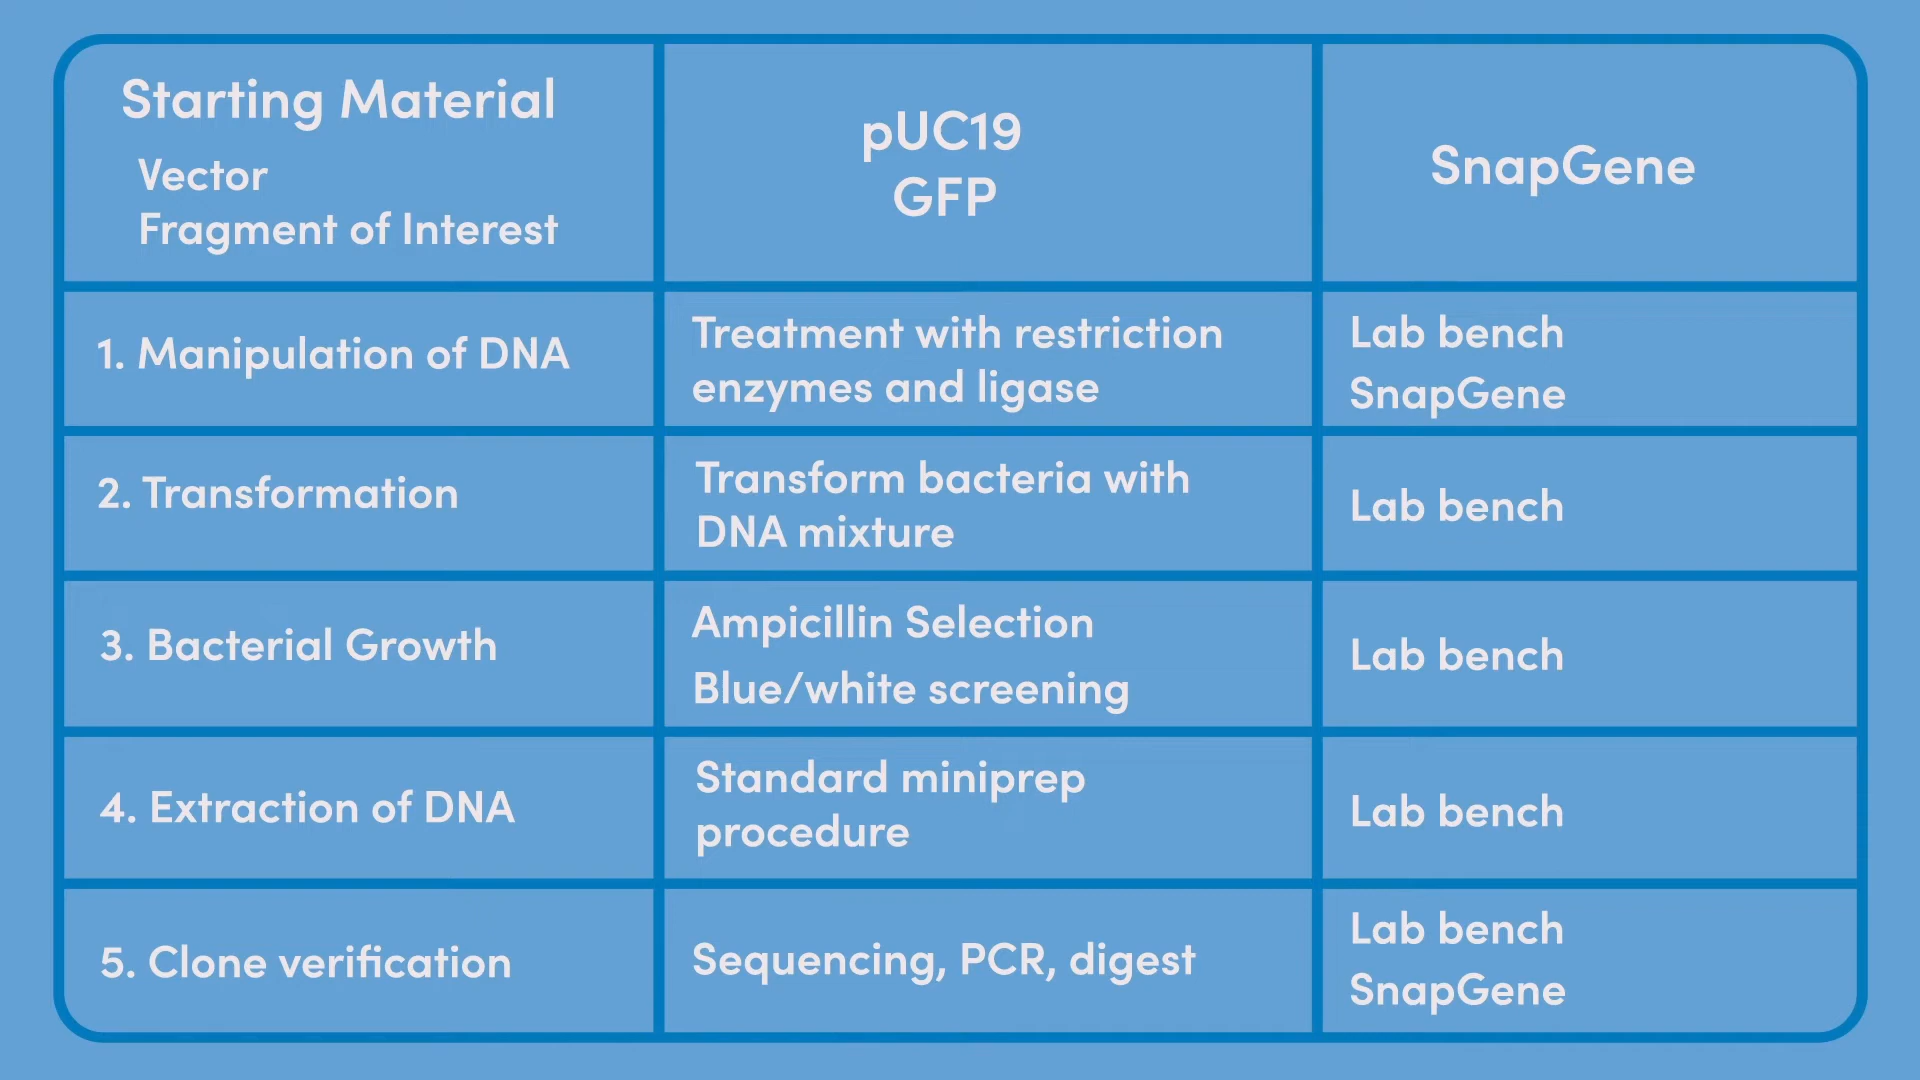 Starting Material
Vector
Fragment of Interest
pUC19
GFP
SnapGene
1. Manipulation of DNA
Treatment with restriction
enzymes and ligase
Lab bench
SnapGene
2. Transformation
Transform bacteria with
DNA mixture
Lab bench
3. Bacterial Growth
Ampicillin Selection
Blue/white screening
Lab bench
4. Extraction of DNA
Standard miniprep
procedure
Lab bench
5. Clone verification
Sequencing, PCR, digest
Lab bench
SnapGene